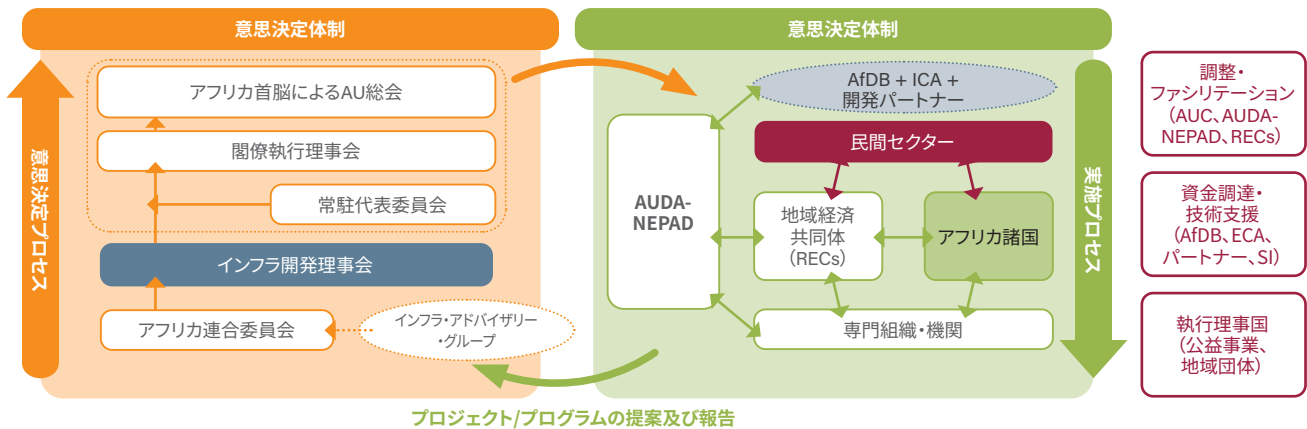 意思決定体制
意思決定プロセス
アフリカ首脳によるAU総会
閣僚執行理事会
常駐代表委員会
インフラ開発理事会
アフリカ連合委員会
インフラ・アドバイザリー
・グループ
意思決定体制
AfDB + ICA +
開発パートナー
民間セクター
AUDA-
NEPAD
地域経済
共同体
(RECs)
アフリカ諸国
専門組織・機関
実施プロセス
調整・
ファシリテーション
（AUC、AUDA-
NEPAD、RECs）
資金調達・
技術支援
（AfDB、ECA、
パートナー、SI）
執行理事国
（公益事業、
地域団体）
プロジェクト/プログラムの提案及び報告